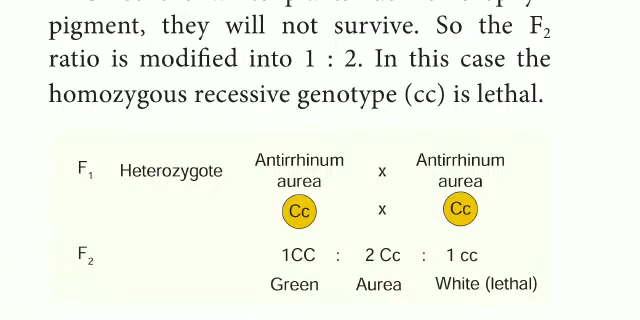 pigment, they will not survive. So the F₂
ratio is modified into 1 : 2. In this case the
homozygous recessive genotype (cc) is lethal.
F₁ Heterozygote Antirrhinum aurea x Antirrhinum aurea
Cc x Cc
F₂ 1CC : 2 Cc : 1 cc
Green Aurea White (lethal)